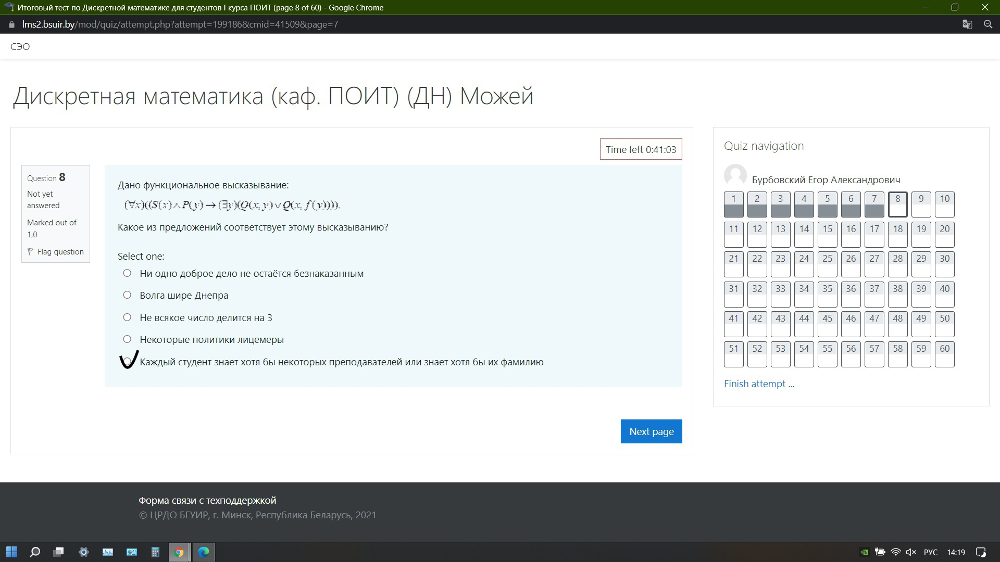 Итоговый тест по Дискретной математике для студентов I курса ПОИТ (page 8 of 60) - Google Chrome
lms2.bsuir.by/mod/quiz/attempt.php?attempt=199186&cmid=41509&page=7
СЭО
Дискретная математика (каф. ПОИТ) (ДН) Можей
Time left 0:41:03
Question 8
Not yet
answered
Marked out of
1,0
Flag question
Дано функциональное высказывание:
(∀x)((S(x)∧P(y)→(∃y)(Q(x,y)∨Q(x,f(y)))).
Какое из предложений соответствует этому высказыванию?
Select one:
Ни одно доброе дело не остаётся безнаказанным
Волга шире Днепра
Не всякое число делится на 3
Некоторые политики лицемеры
Каждый студент знает хотя бы некоторых преподавателей или знает хотя бы их фамилию
Next page
Quiz navigation
Бурбовский Егор Александрович
1 2 3 4 5 6 7 8 9 10
11 12 13 14 15 16 17 18 19 20
21 22 23 24 25 26 27 28 29 30
31 32 33 34 35 36 37 38 39 40
41 42 43 44 45 46 47 48 49 50
51 52 53 54 55 56 57 58 59 60
Finish attempt ...
Форма связи с техподдержкой
© ЦРДО БГУИР, г. Минск, Республика Беларусь, 2021
РУС 14:19